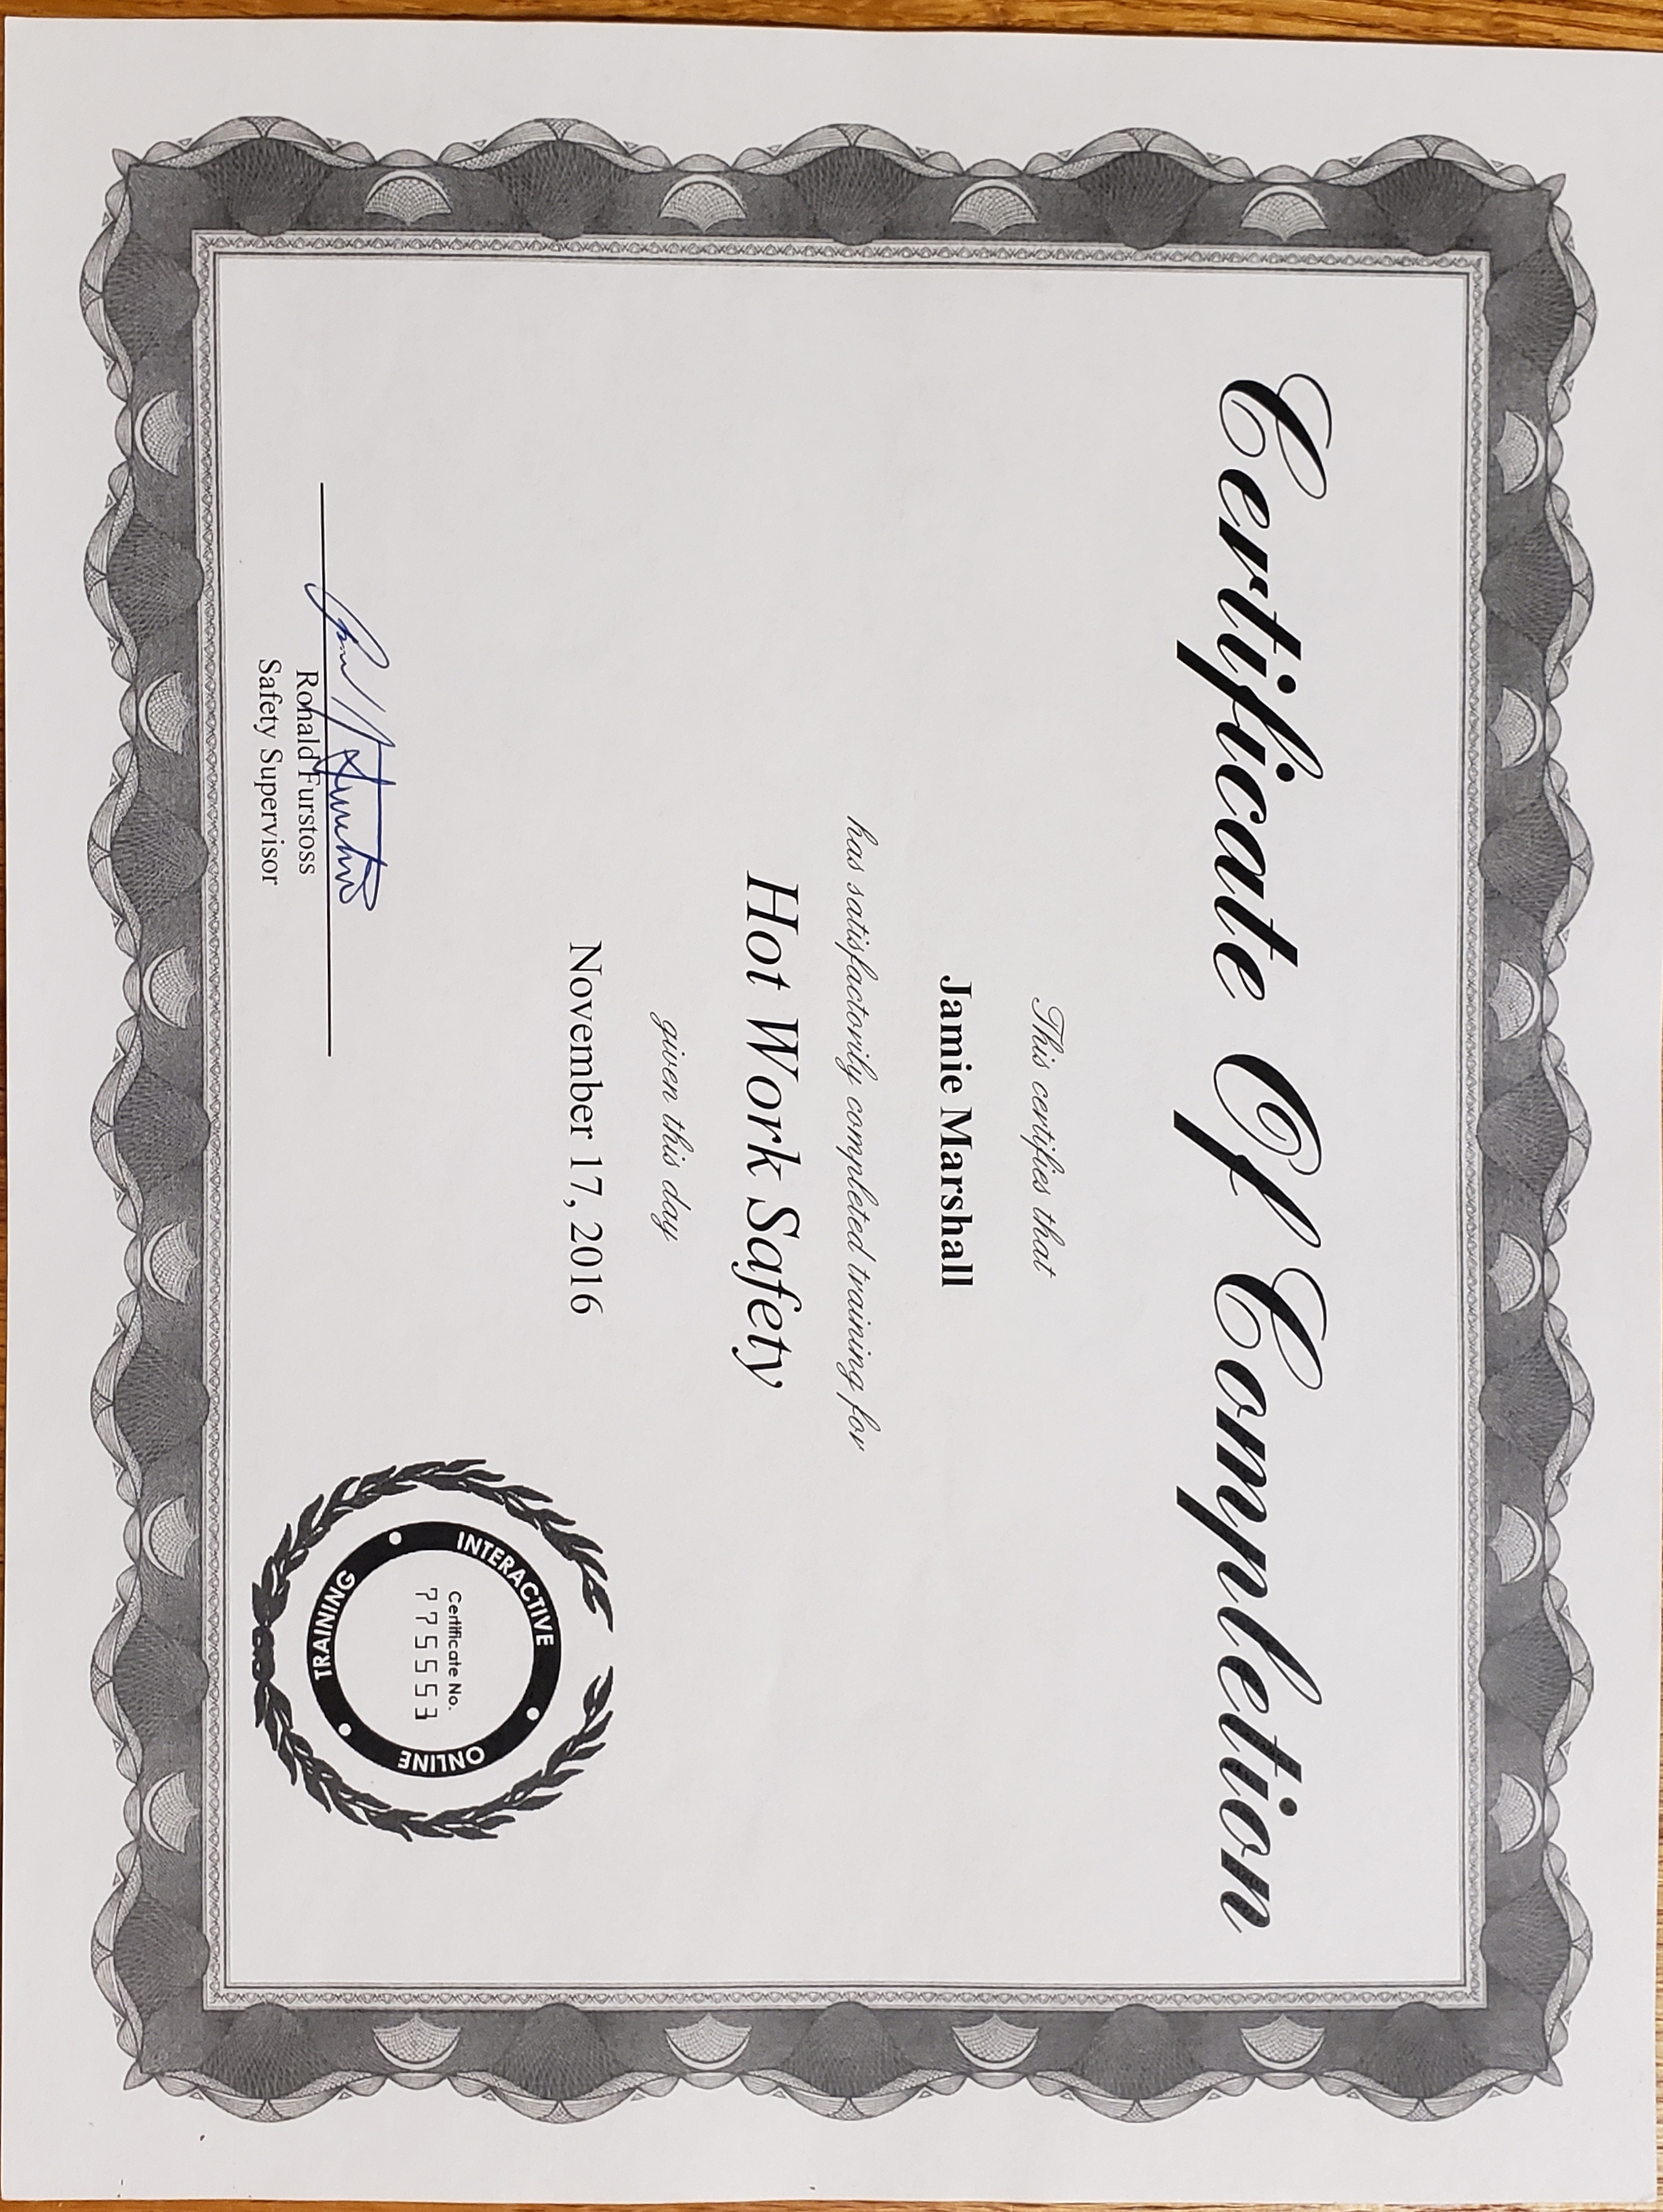 Certificate Of Completion
This certifies that
Jamie Marshall
has satisfactorily completed training for
Hot Work Safety
given this day
November 17, 2016
INTERACTIVE ONLINE TRAINING
Certificate No.
775553
Ronald Furstoss
Safety Supervisor